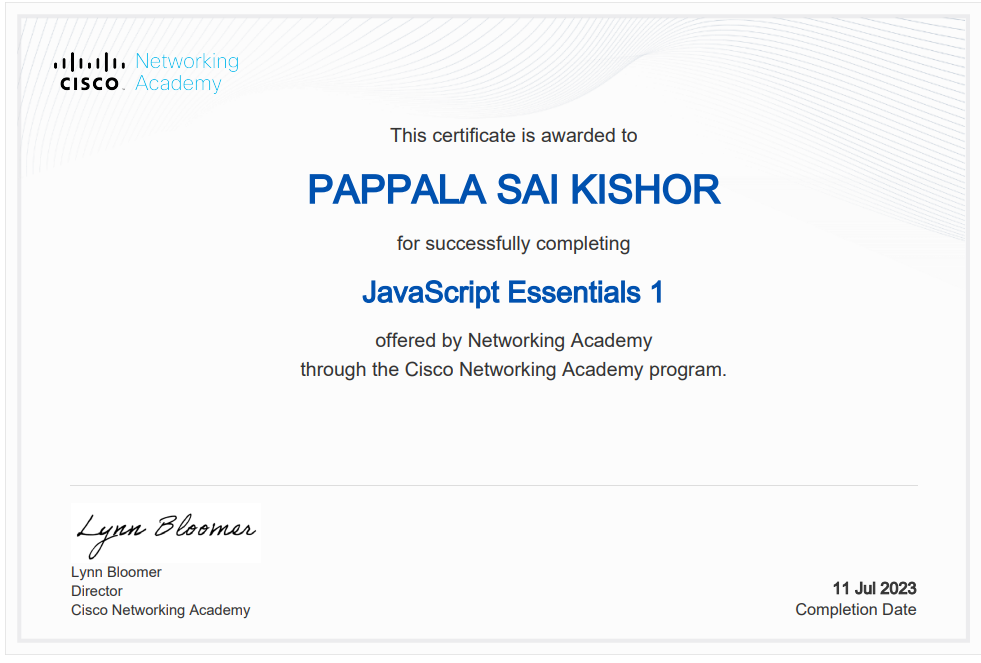 Networking
CISCO. Academy
This certificate is awarded to
PAPPALA SAI KISHOR
for successfully completing
JavaScript Essentials 1
offered by Networking Academy
through the Cisco Networking Academy program.
Lynn Bloomer
Lynn Bloomer
Director
Cisco Networking Academy
11 Jul 2023
Completion Date